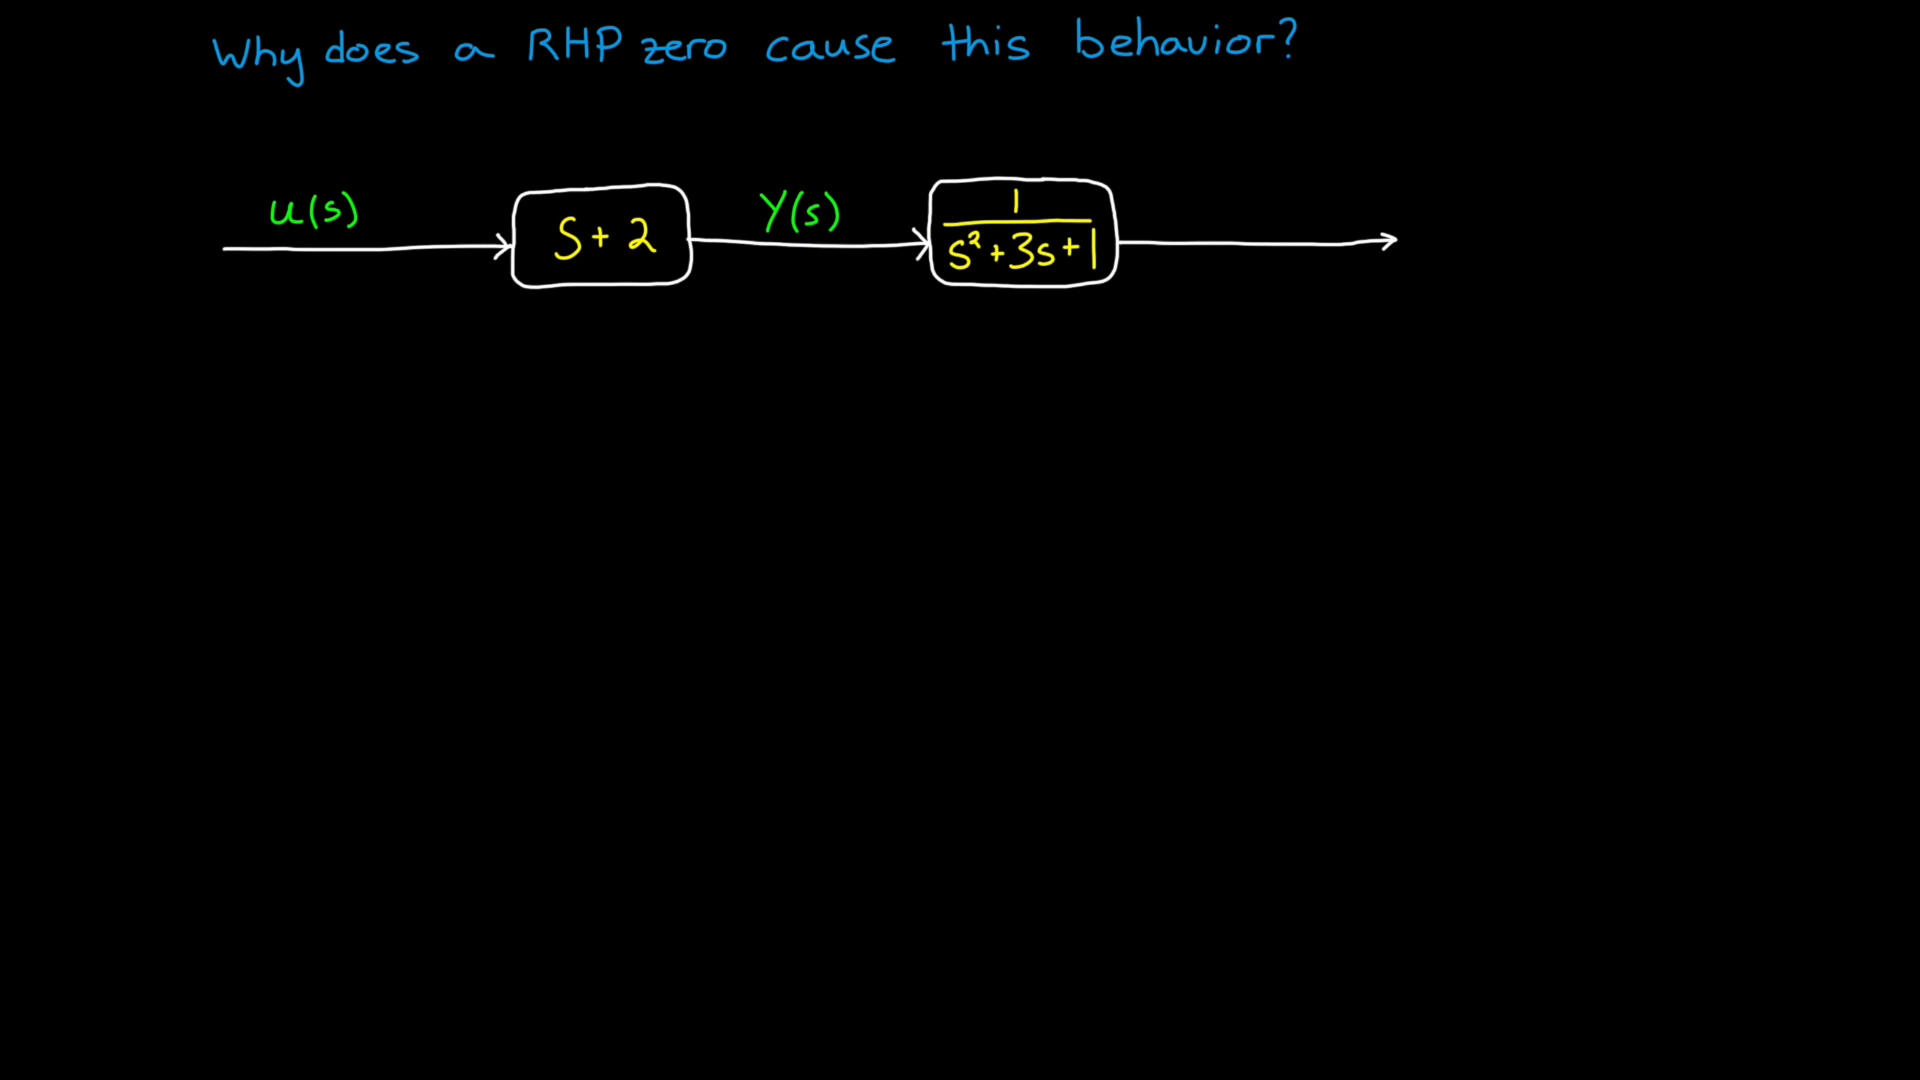 Why does a RHP zero cause this behavior?
u(s)
S + 2
Y(s)
1
s²+3s+1